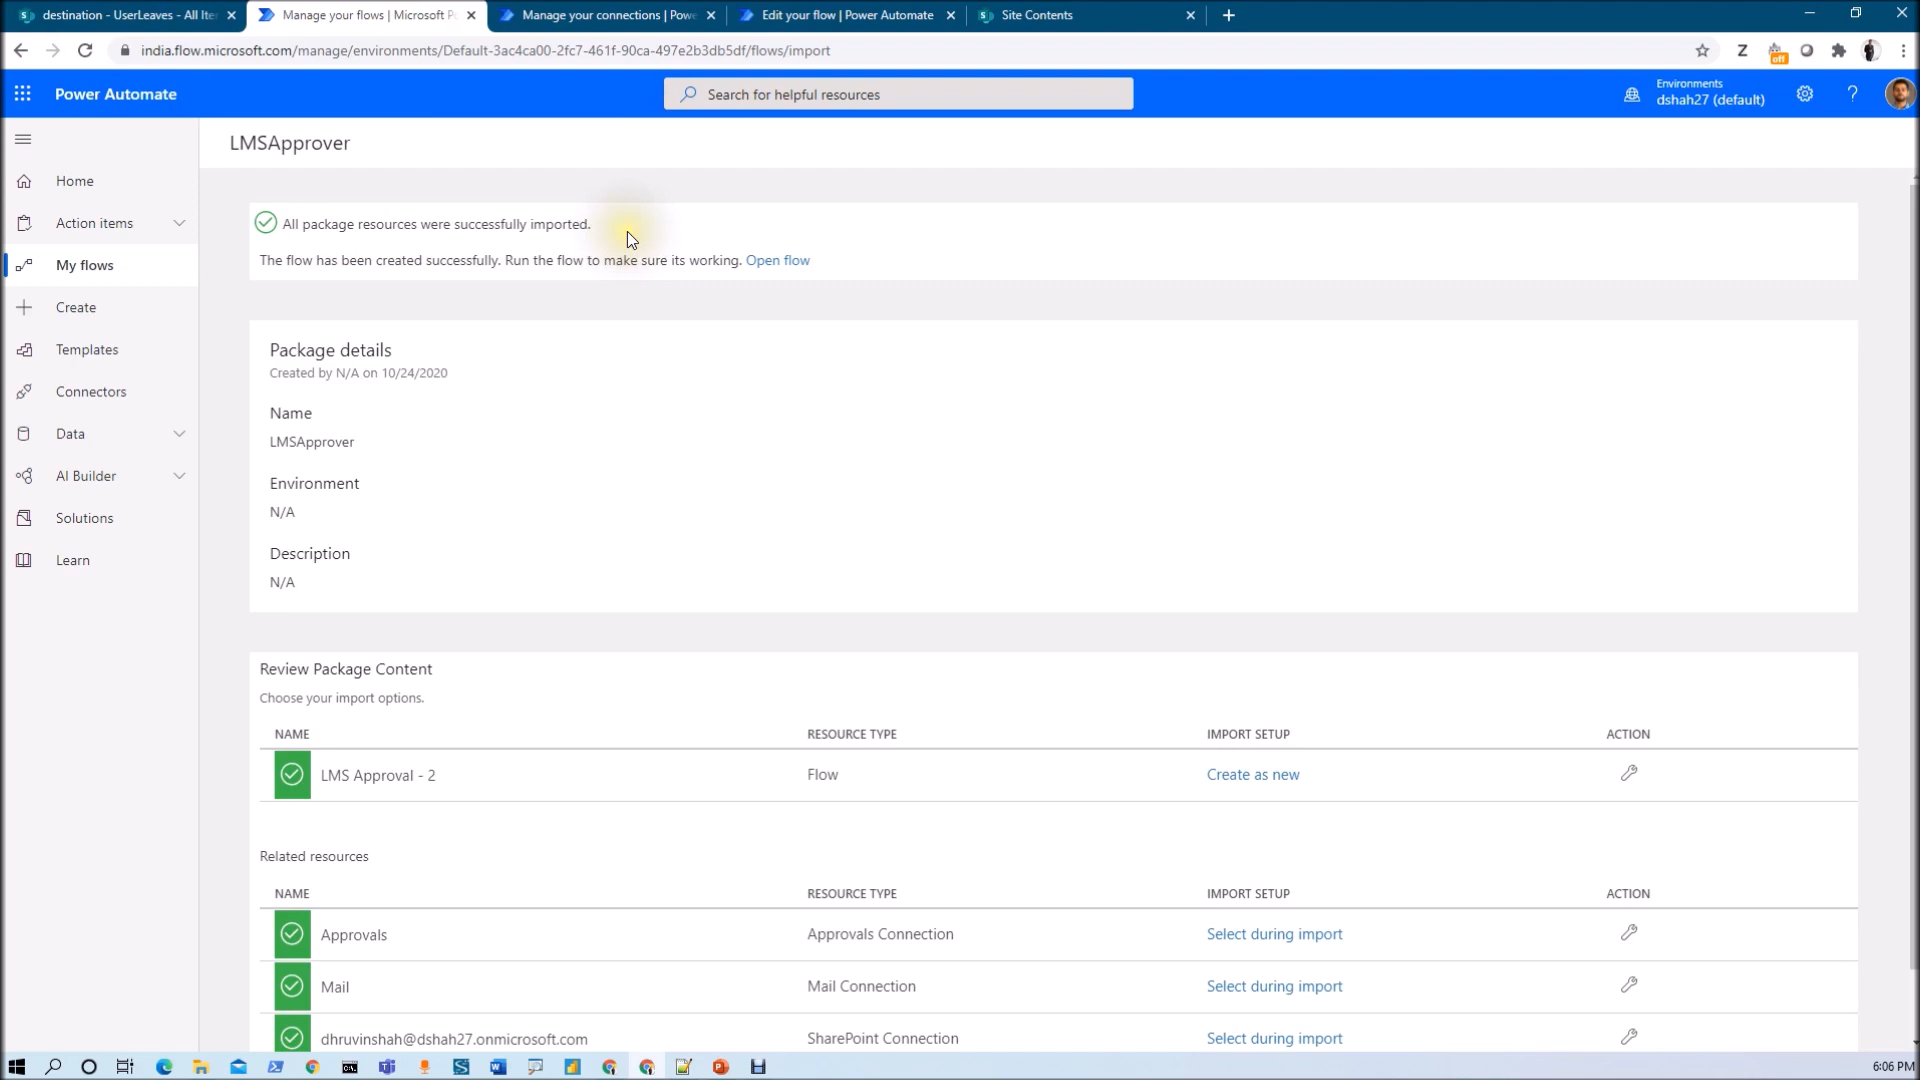 destination - UserLeaves - All Ite
Manage your flows | Microsoft P
Manage your connections | Pow
Edit your flow | Power Automate
Site Contents
india.flow.microsoft.com/manage/environments/Default-3ac4ca00-2fc7-461f-90ca-497e2b3db5df/flows/import
Z
off
Power Automate
Search for helpful resources
Environments
dshah27 (default)
?
LMSApprover
Home
Action items
My flows
Create
Templates
Connectors
Data
AI Builder
Solutions
Learn
All package resources were successfully imported.
The flow has been created successfully. Run the flow to make sure its working. Open flow
Package details
Created by N/A on 10/24/2020
Name
LMSApprover
Environment
N/A
Description
N/A
Review Package Content
Choose your import options.
NAME RESOURCE TYPE IMPORT SETUP ACTION
LMS Approval - 2 Flow Create as new
Related resources
NAME RESOURCE TYPE IMPORT SETUP ACTION
Approvals Approvals Connection Select during import
Mail Mail Connection Select during import
dhruvinshah@dshah27.onmicrosoft.com SharePoint Connection Select during import
6:06 PM